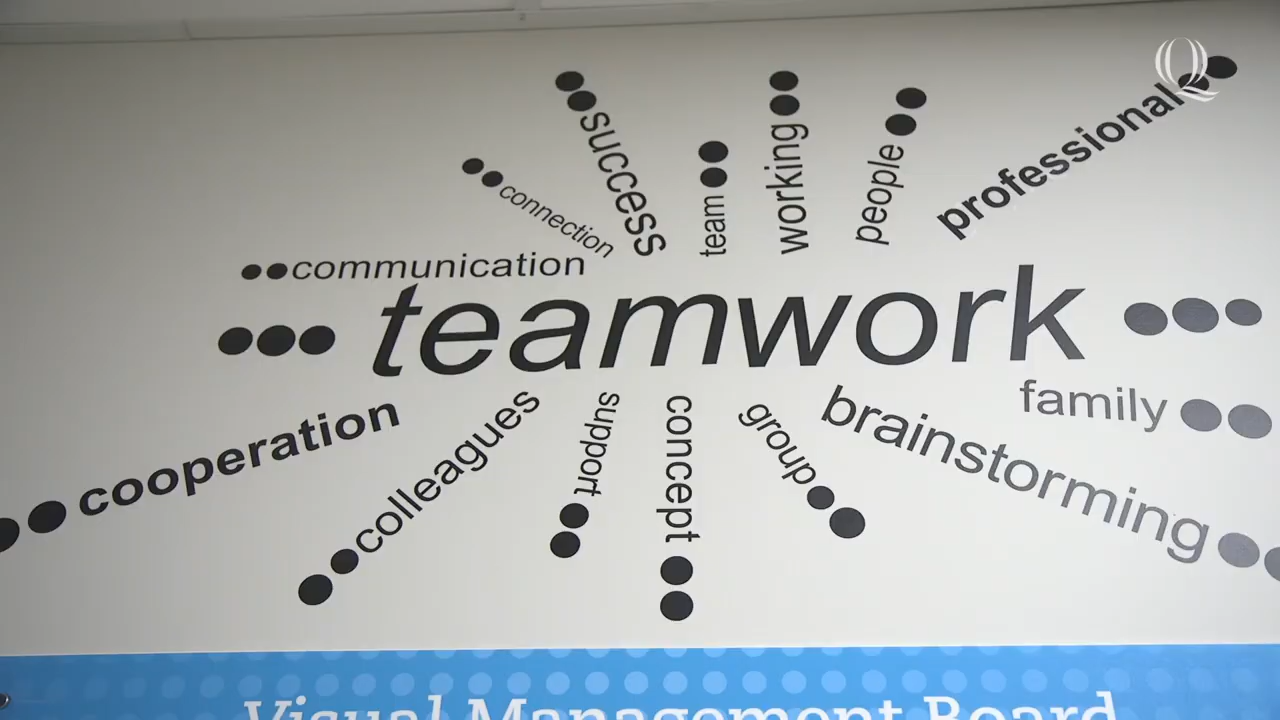 success
team
working
people
professional
connection
communication
teamwork
family
cooperation
colleagues
support
concept
group
brainstorming
Visual Management Board
Q